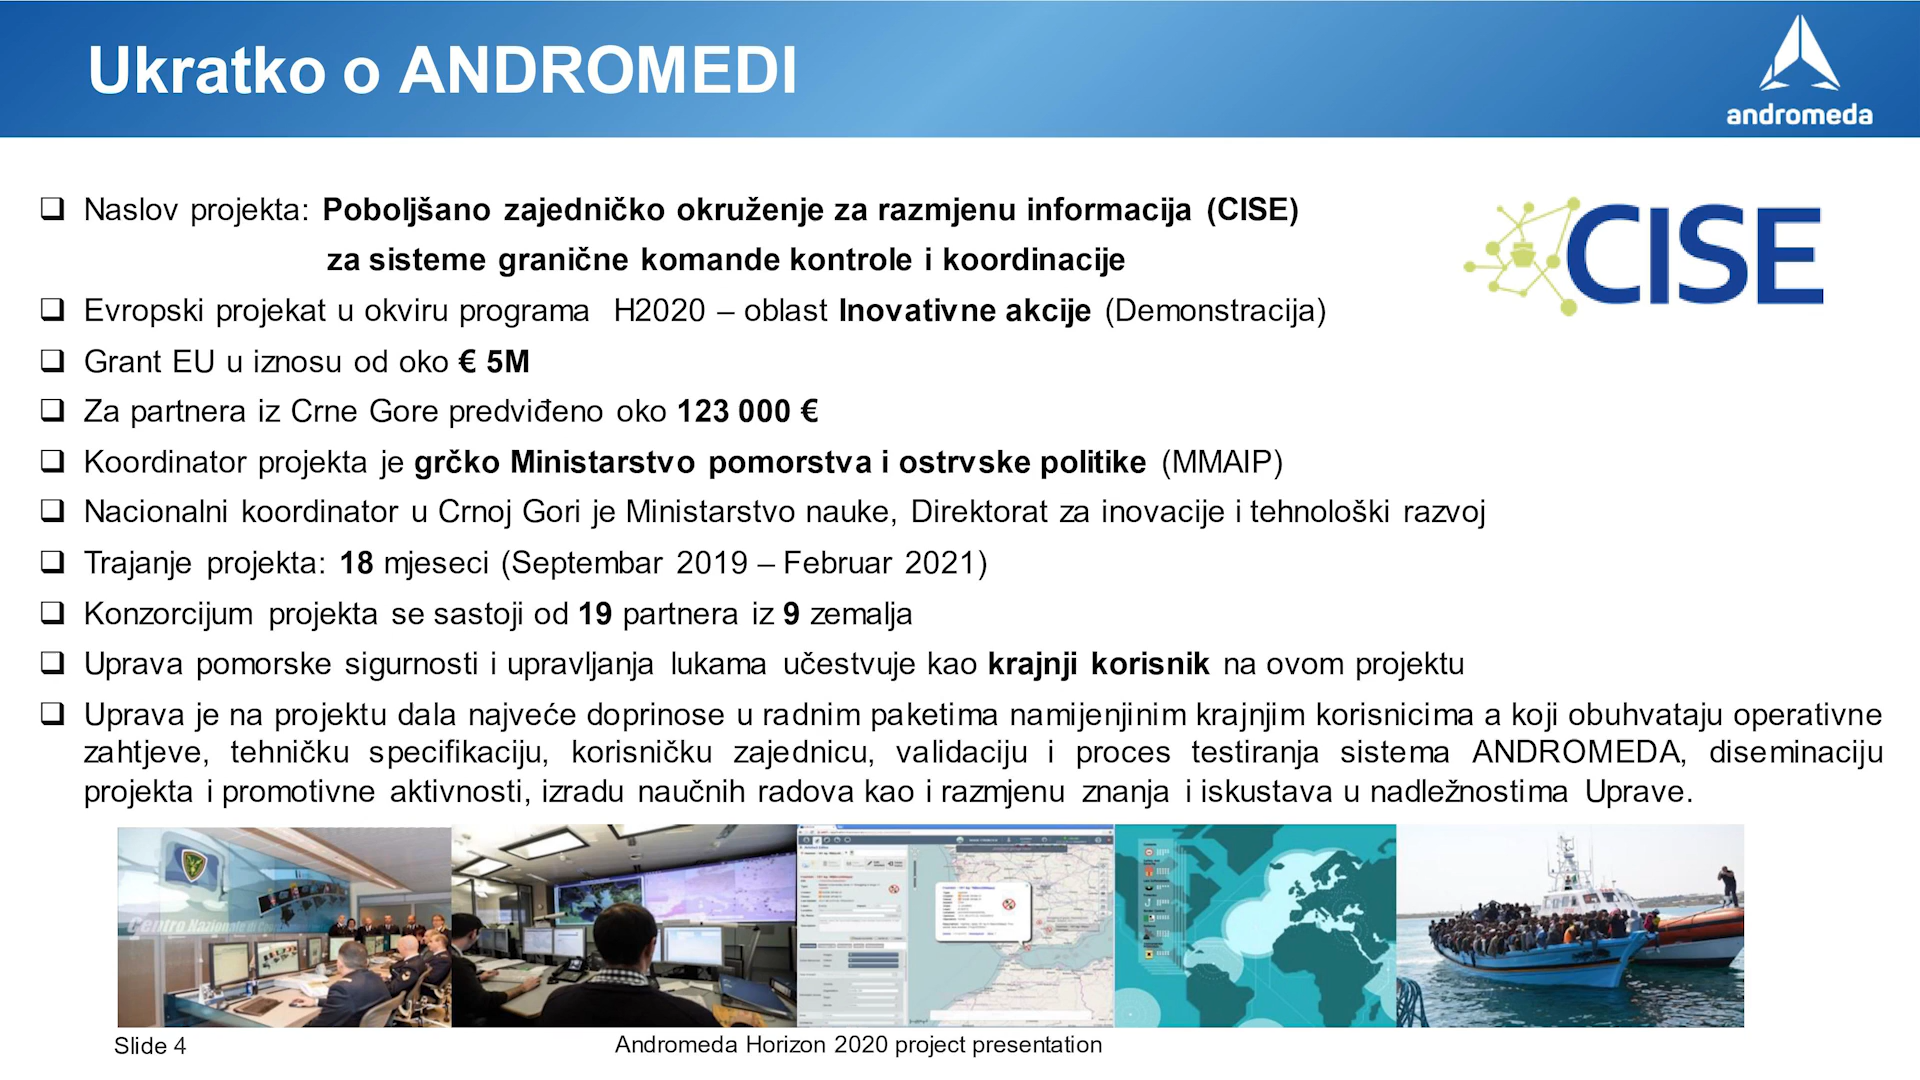 Ukratko o ANDROMEDI
andromeda
Naslov projekta: Poboljšano zajedničko okruženje za razmjenu informacija (CISE)
za sisteme granične komande kontrole i koordinacije
CISE
Evropski projekat u okviru programa H2020 – oblast Inovativne akcije (Demonstracija)
Grant EU u iznosu od oko € 5M
Za partnera iz Crne Gore predviđeno oko 123 000 €
Koordinator projekta je grčko Ministarstvo pomorstva i ostrvske politike (MMAIP)
Nacionalni koordinator u Crnoj Gori je Ministarstvo nauke, Direktorat za inovacije i tehnološki razvoj
Trajanje projekta: 18 mjeseci (Septembar 2019 – Februar 2021)
Konzorcijum projekta se sastoji od 19 partnera iz 9 zemalja
Uprava pomorske sigurnosti i upravljanja lukama učestvuje kao krajnji korisnik na ovom projektu
Uprava je na projektu dala najveće doprinose u radnim paketima namijenjinim krajnjim korisnicima a koji obuhvataju operativne
zahtjeve, tehničku specifikaciju, korisničku zajednicu, validaciju i proces testiranja sistema ANDROMEDA, diseminaciju
projekta i promotivne aktivnosti, izradu naučnih radova kao i razmjenu znanja i iskustava u nadležnostima Uprave.
Centro Nazionale di
Slide 4
Andromeda Horizon 2020 project presentation